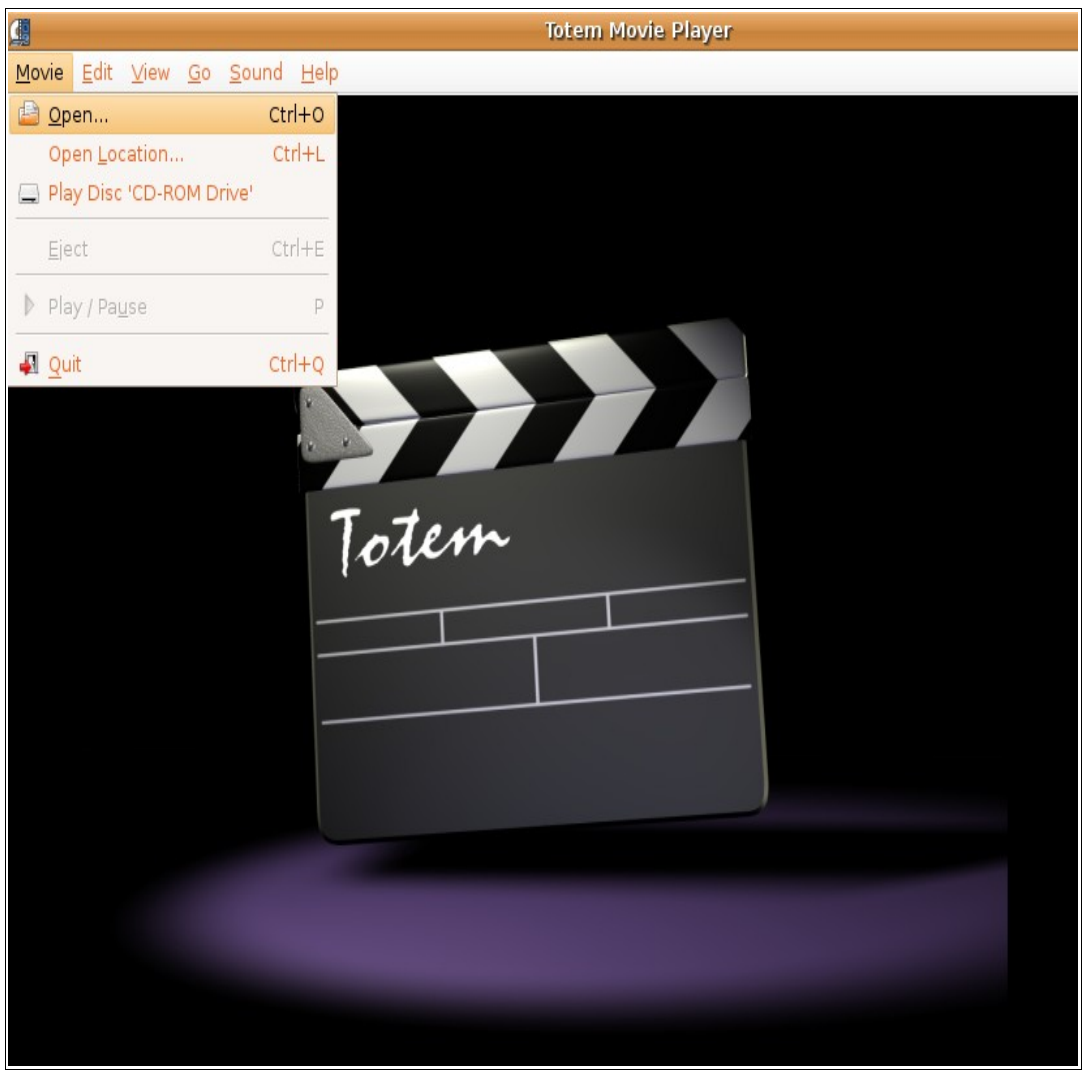 Totem Movie Player
Movie Edit View Go Sound Help
Open... Ctrl+O
Open Location... Ctrl+L
Play Disc 'CD-ROM Drive'
Eject Ctrl+E
Play / Pause P
Quit Ctrl+Q
Totem